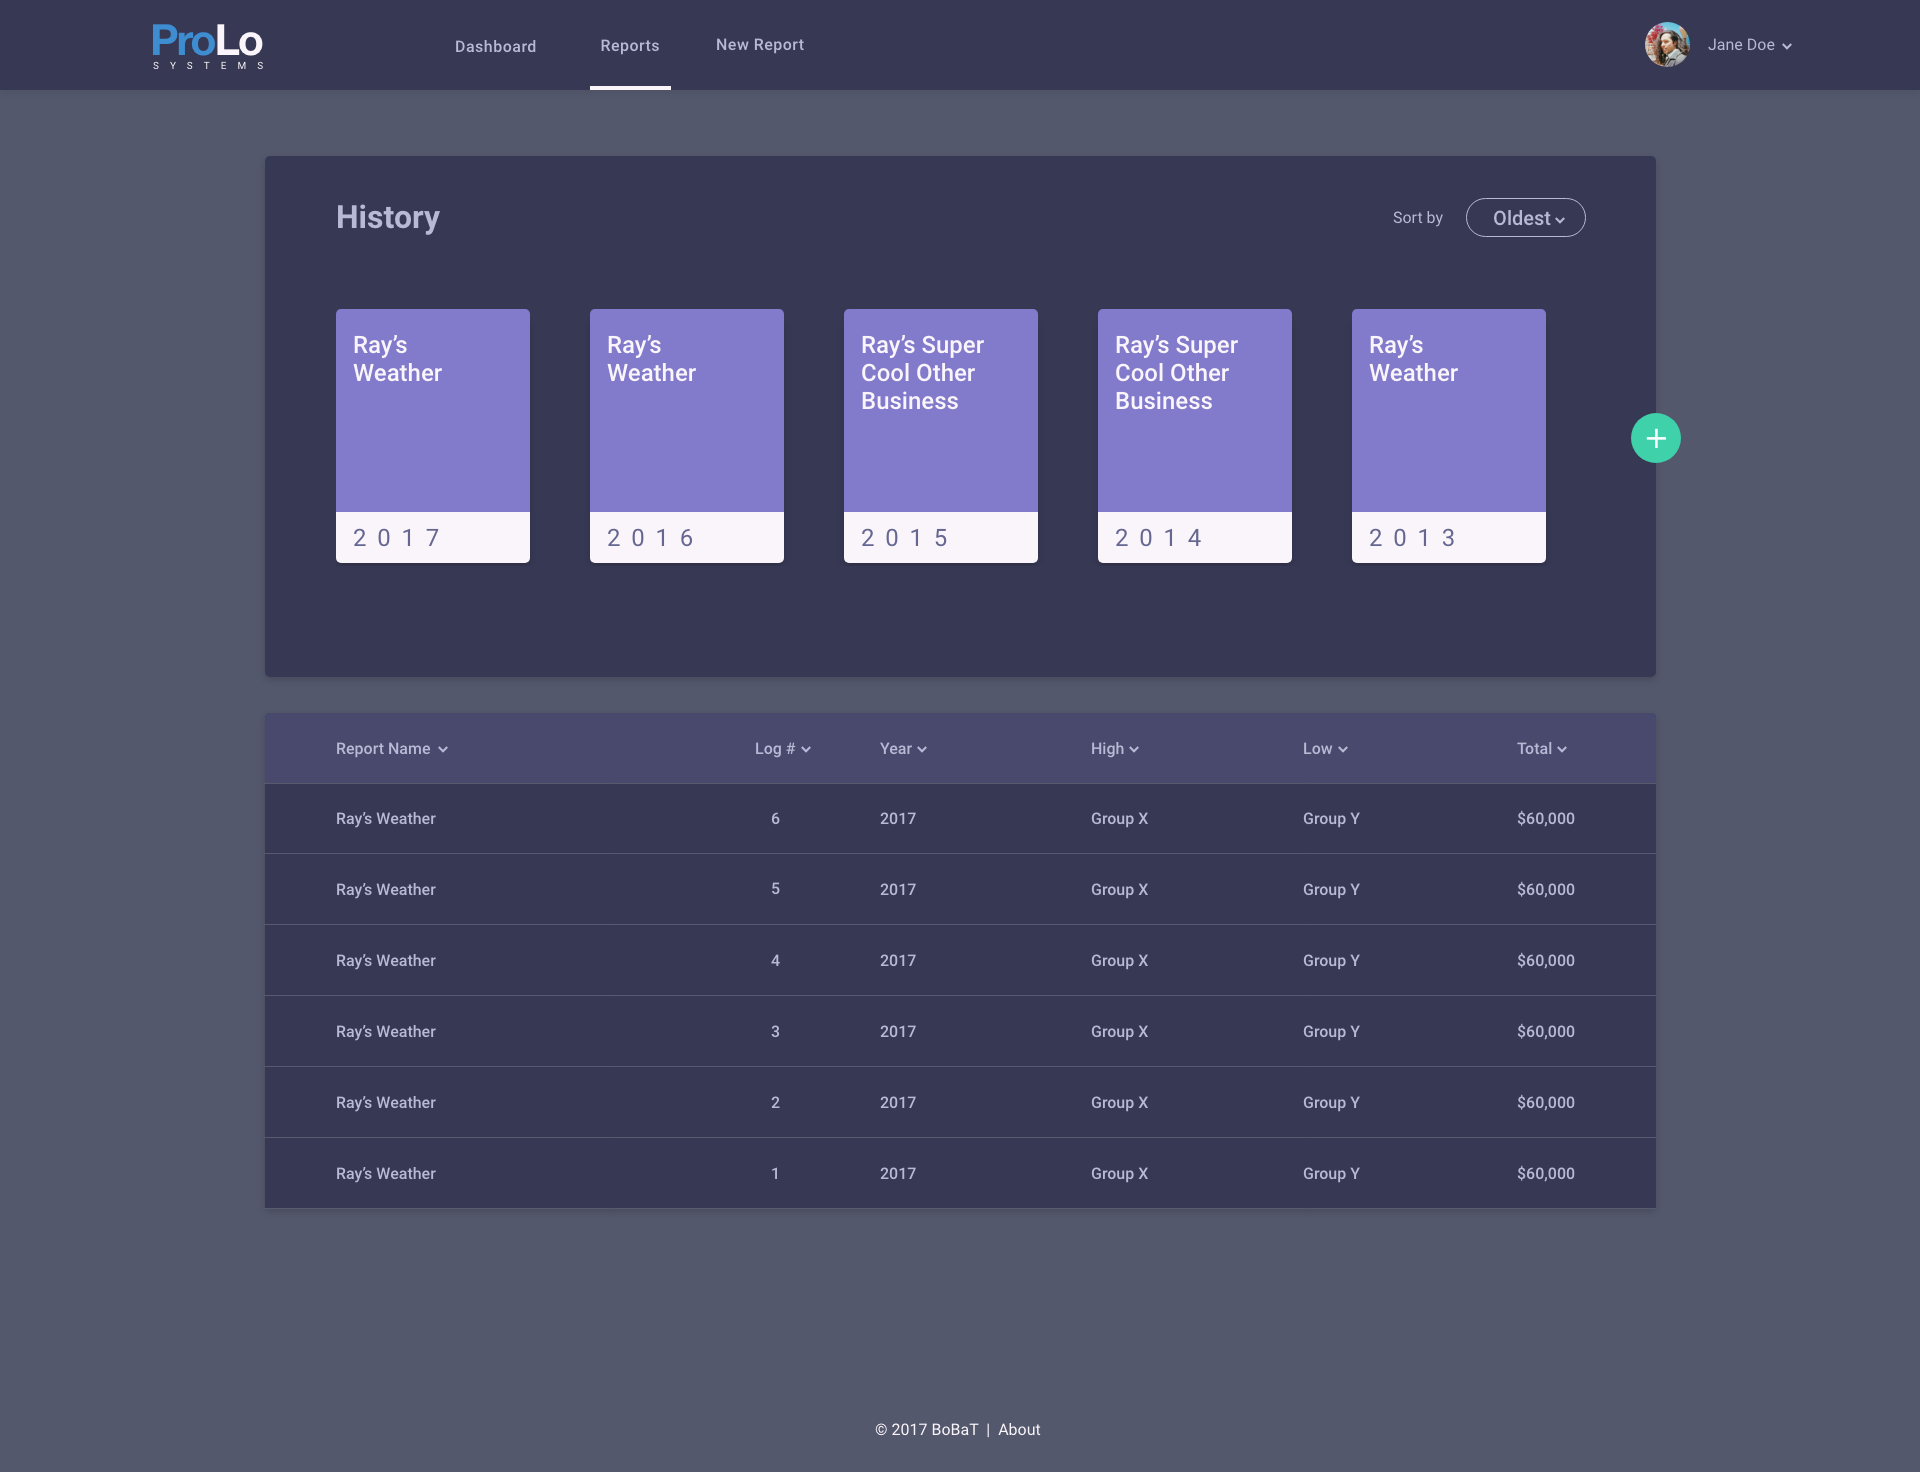 ProLo
SYSTEMS
Dashboard
Reports
New Report
Jane Doe
History
Sort by
Oldest
Ray’s
Weather
2017
Ray’s
Weather
2016
Ray’s Super
Cool Other
Business
2015
Ray’s Super
Cool Other
Business
2014
Ray’s
Weather
2013
Report Name Log # Year High Low Total
Ray’s Weather 6 2017 Group X Group Y $60,000
Ray’s Weather 5 2017 Group X Group Y $60,000
Ray’s Weather 4 2017 Group X Group Y $60,000
Ray’s Weather 3 2017 Group X Group Y $60,000
Ray’s Weather 2 2017 Group X Group Y $60,000
Ray’s Weather 1 2017 Group X Group Y $60,000
© 2017 BoBaT | About